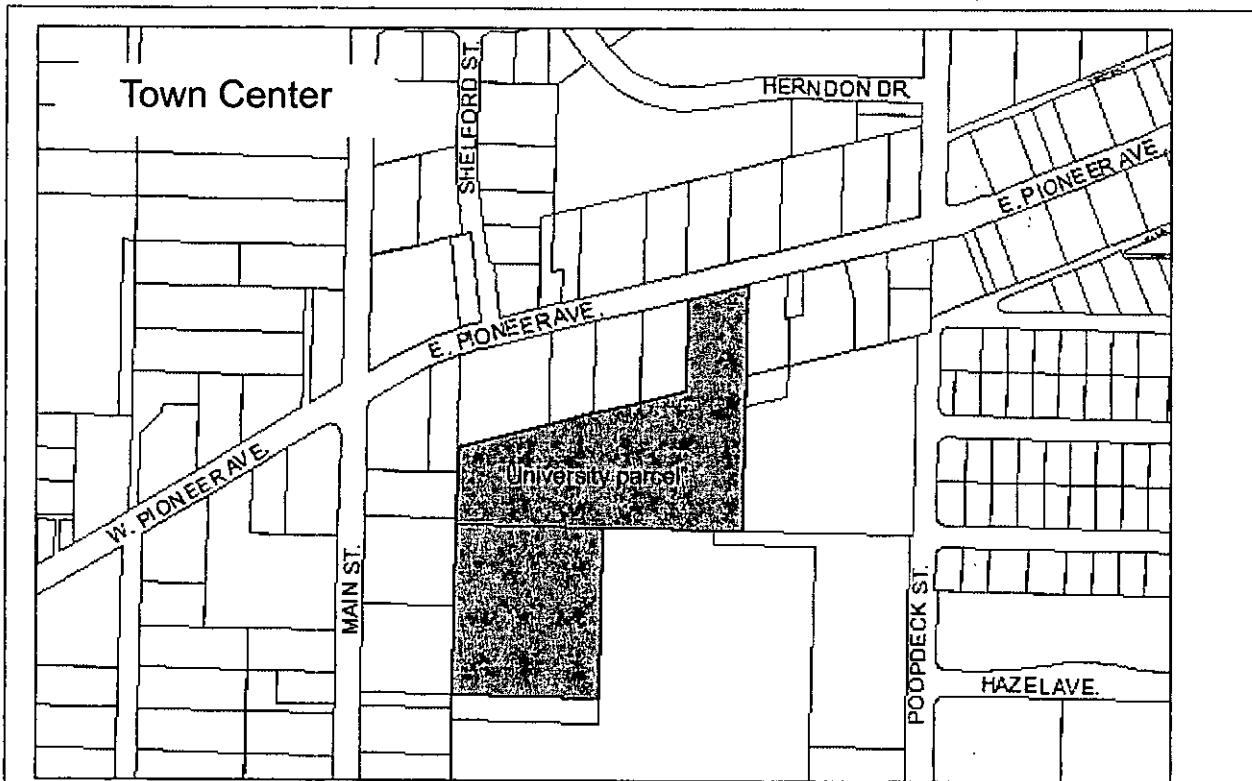 Town Center
SHELFORD ST.
HERNDON DR.
E. PIONEER AVE.
E. PIONEER AVE.
University parcel
W. PIONEER AVE.
MAIN ST.
POOPDECK ST.
HAZEL AVE.